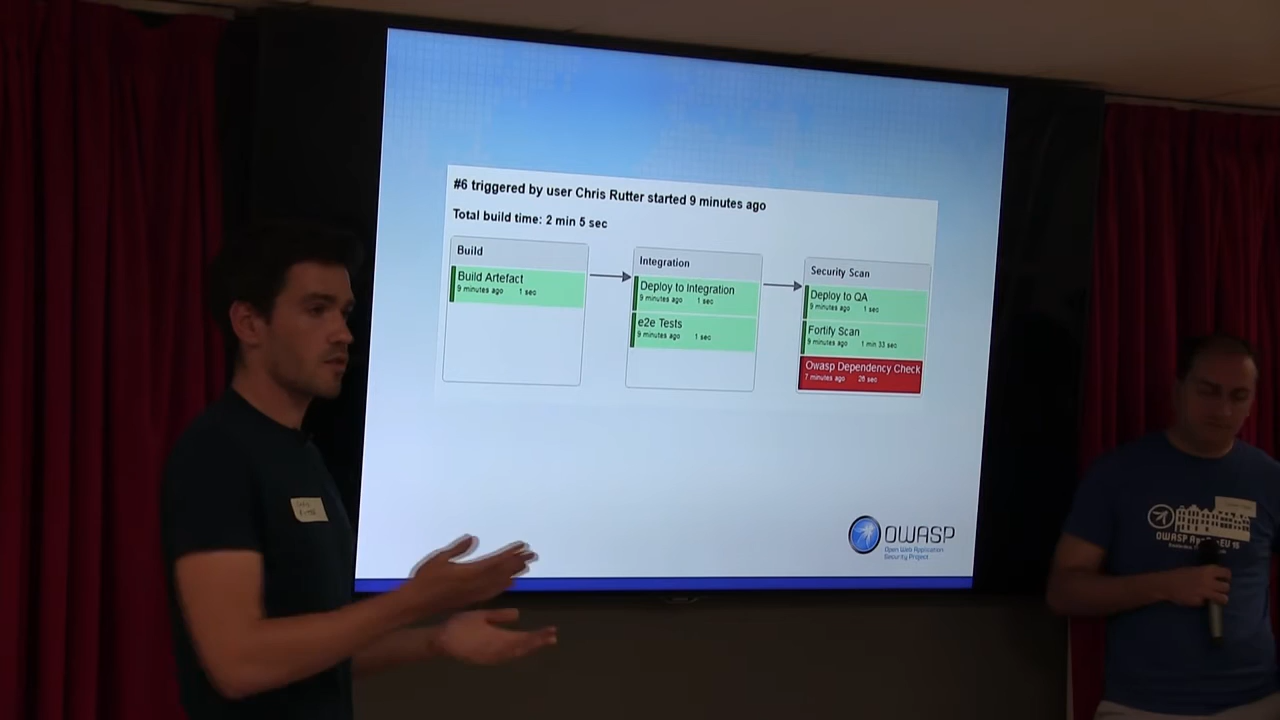 #6 triggered by user Chris Rutter started 9 minutes ago
Total build time: 2 min 5 sec
Build
Build Artefact
9 minutes ago 1 sec
Integration
Deploy to Integration
9 minutes ago 1 sec
e2e Tests
9 minutes ago 1 sec
Security Scan
Deploy to QA
9 minutes ago 1 sec
Fortify Scan
9 minutes ago 1 min 33 sec
Owasp Dependency Check
7 minutes ago 26 sec
OWASP
Open Web Application
Security Project
OWASP
EU 15